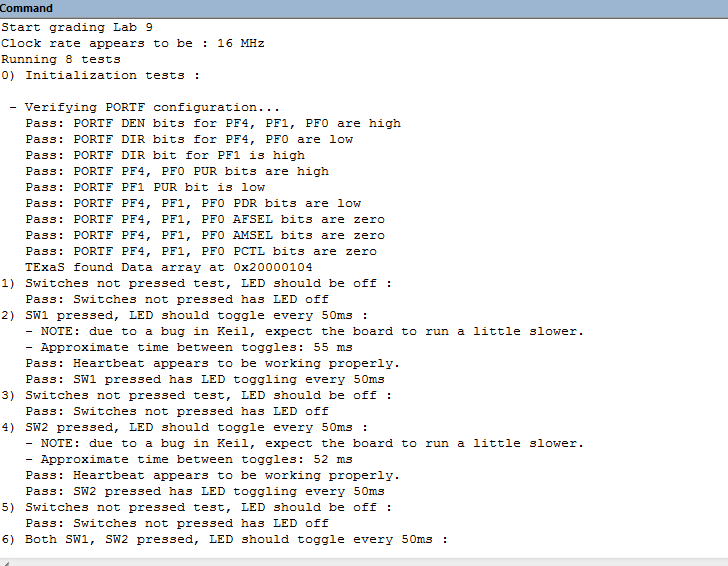 Command
Start grading Lab 9
Clock rate appears to be : 16 MHz
Running 8 tests
0) Initialization tests :
- Verifying PORTF configuration...
Pass: PORTF DEN bits for PF4, PF1, PF0 are high
Pass: PORTF DIR bits for PF4, PF0 are low
Pass: PORTF DIR bit for PF1 is high
Pass: PORTF PF4, PF0 PUR bits are high
Pass: PORTF PF1 PUR bit is low
Pass: PORTF PF4, PF1, PF0 PDR bits are low
Pass: PORTF PF4, PF1, PF0 AFSEL bits are zero
Pass: PORTF PF4, PF1, PF0 AMSEL bits are zero
Pass: PORTF PF4, PF1, PF0 PCTL bits are zero
TExaS found Data array at 0x20000104
1) Switches not pressed test, LED should be off :
Pass: Switches not pressed has LED off
2) SW1 pressed, LED should toggle every 50ms :
- NOTE: due to a bug in Keil, expect the board to run a little slower.
- Approximate time between toggles: 55 ms
Pass: Heartbeat appears to be working properly.
Pass: SW1 pressed has LED toggling every 50ms
3) Switches not pressed test, LED should be off :
Pass: Switches not pressed has LED off
4) SW2 pressed, LED should toggle every 50ms :
- NOTE: due to a bug in Keil, expect the board to run a little slower.
- Approximate time between toggles: 52 ms
Pass: Heartbeat appears to be working properly.
Pass: SW2 pressed has LED toggling every 50ms
5) Switches not pressed test, LED should be off :
Pass: Switches not pressed has LED off
6) Both SW1, SW2 pressed, LED should toggle every 50ms :